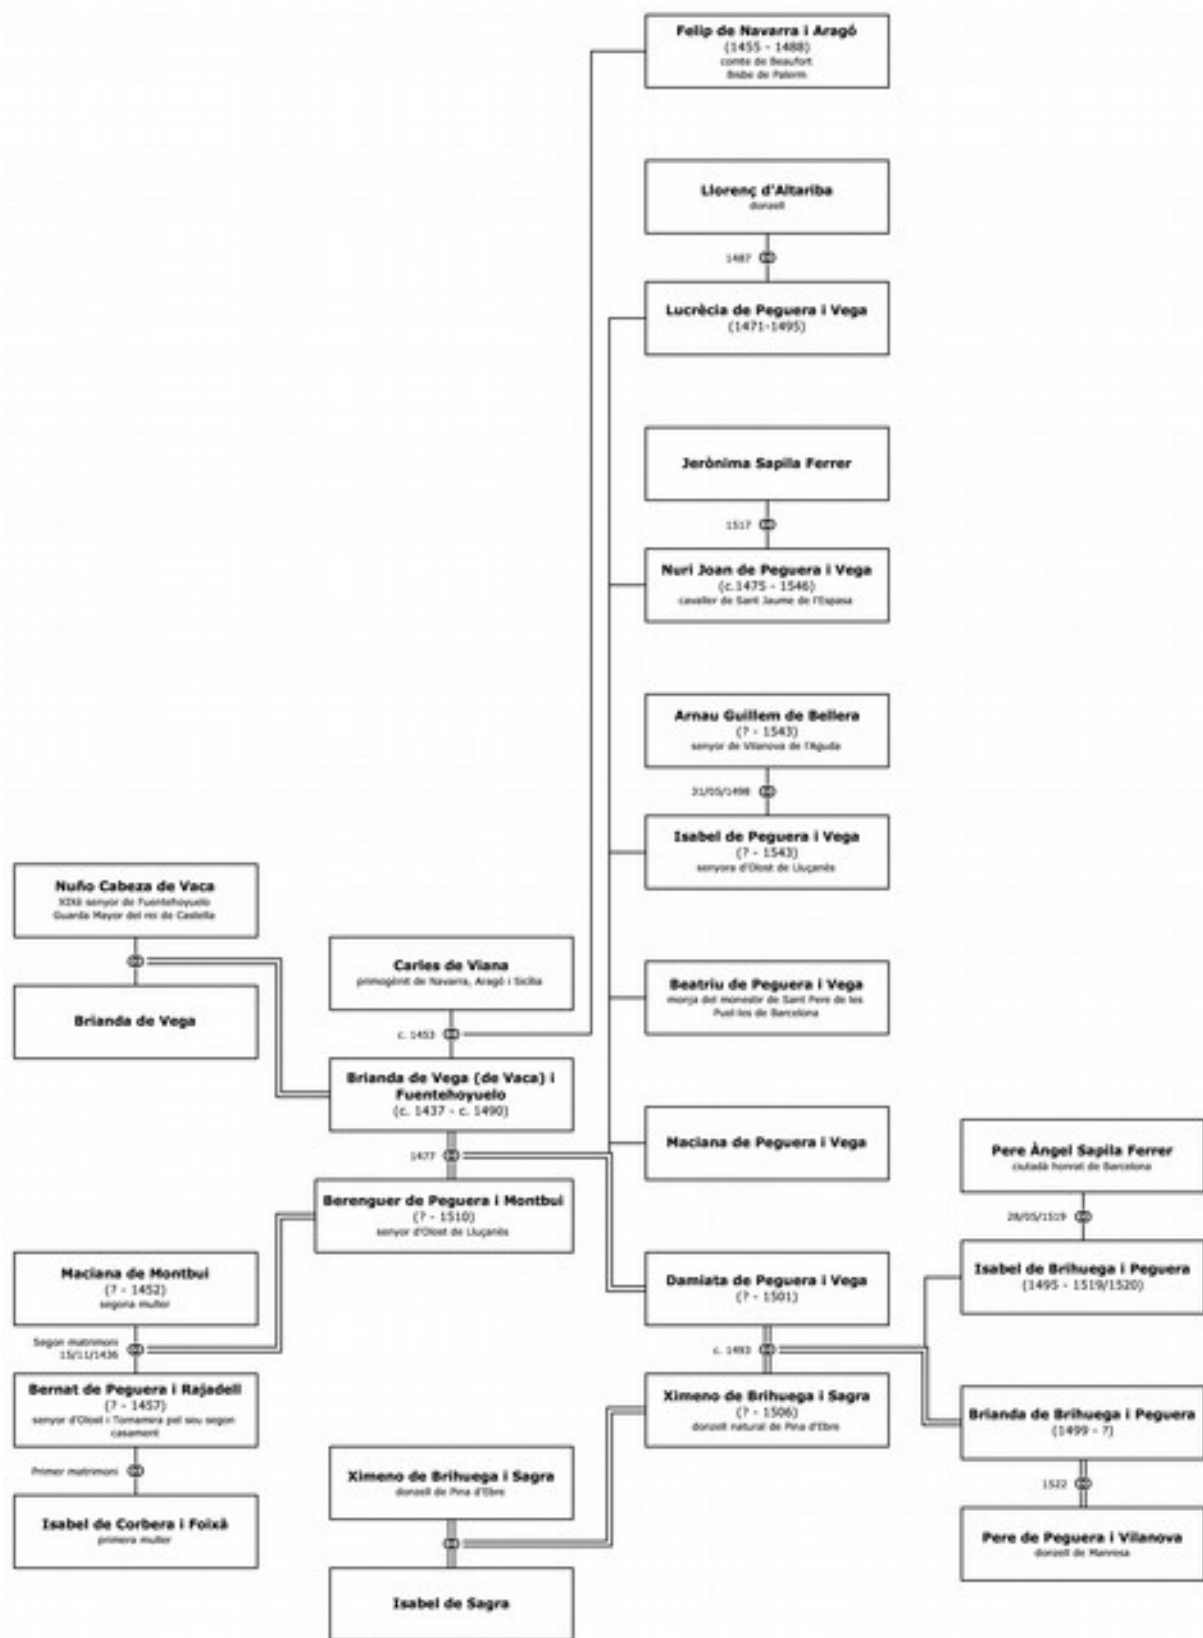 Felip de Navarra i Aragó
(1455 - 1488)
comte de Beaufort
Bisbe de Palerm
Llorenç d'Altariba
donzell
1487
Lucrècia de Peguera i Vega
(1471-1495)
Jerònima Sapila Ferrer
1517
Nuri Joan de Peguera i Vega
(c.1475 - 1546)
cavaller de Sant Jaume de l'Espasa
Arnau Guillem de Bellera
(? - 1543)
senyor de Vilanova de l'Aguda
31/05/1498
Isabel de Peguera i Vega
(? - 1543)
senyora d'Olost de Lluçanès
Nuño Cabeza de Vaca
XIXè senyor de Fuentehoyuelo
Guarda Mayor del rei de Castella
Brianda de Vega
Carles de Viana
primogènit de Navarra, Aragó i Sicília
c. 1453
Brianda de Vega (de Vaca) i
Fuentehoyuelo
(c. 1437 - c. 1490)
1477
Berenguer de Peguera i Montbui
(? - 1510)
senyor d'Olost de Lluçanès
Beatriu de Peguera i Vega
monja del monestir de Sant Pere de les
Puel·les de Barcelona
Maciana de Peguera i Vega
Pere Àngel Sapila Ferrer
ciutadà honrat de Barcelona
28/05/1519
Isabel de Brihuega i Peguera
(1495 - 1519/1520)
Maciana de Montbui
(? - 1452)
segona muller
Segon matrimoni
15/11/1436
Bernat de Peguera i Rajadell
(? - 1457)
senyor d'Olost i Tornamira pel seu segon
casament
Primer matrimoni
Isabel de Corbera i Foixà
primera muller
Damiata de Peguera i Vega
(? - 1501)
c. 1493
Ximeno de Brihuega i Sagra
(? - 1506)
donzell natural de Pina d'Ebre
Brianda de Brihuega i Peguera
(1499 - ?)
1522
Pere de Peguera i Vilanova
donzell de Manresa
Ximeno de Brihuega i Sagra
donzell de Pina d'Ebre
Isabel de Sagra